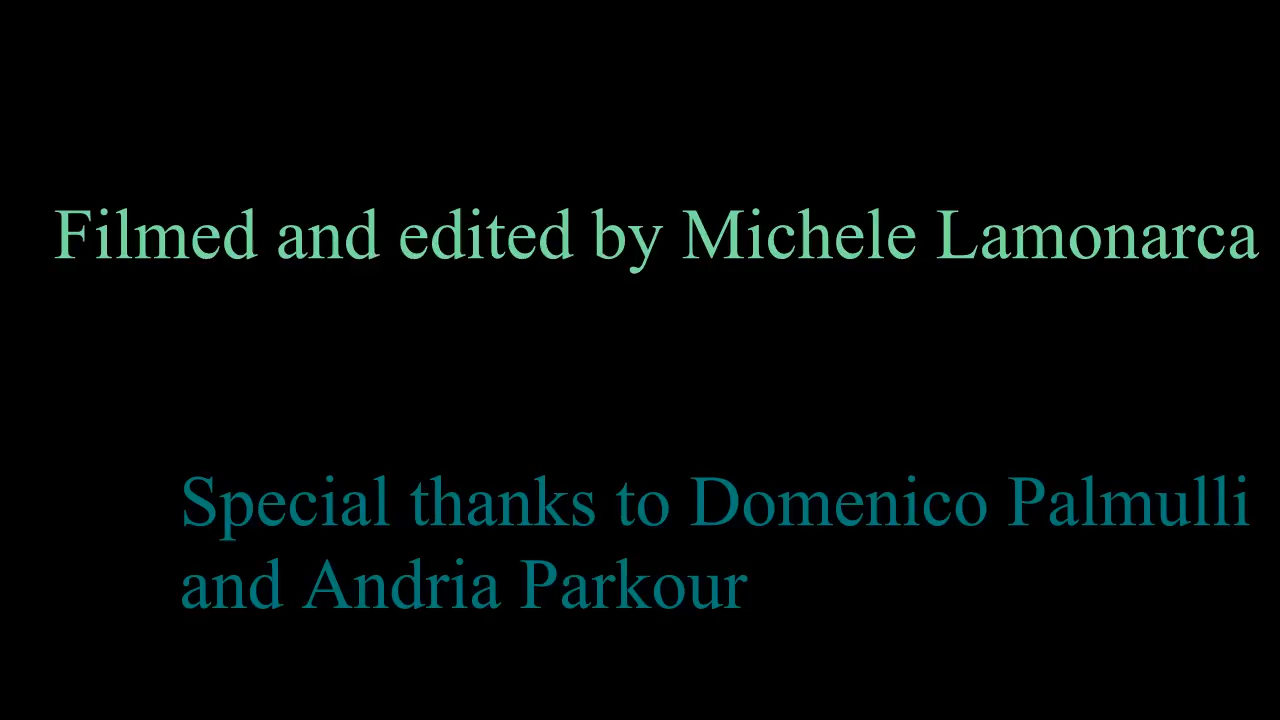 Filmed and edited by Michele Lamonarca
Special thanks to Domenico Palmulli
and Andria Parkour